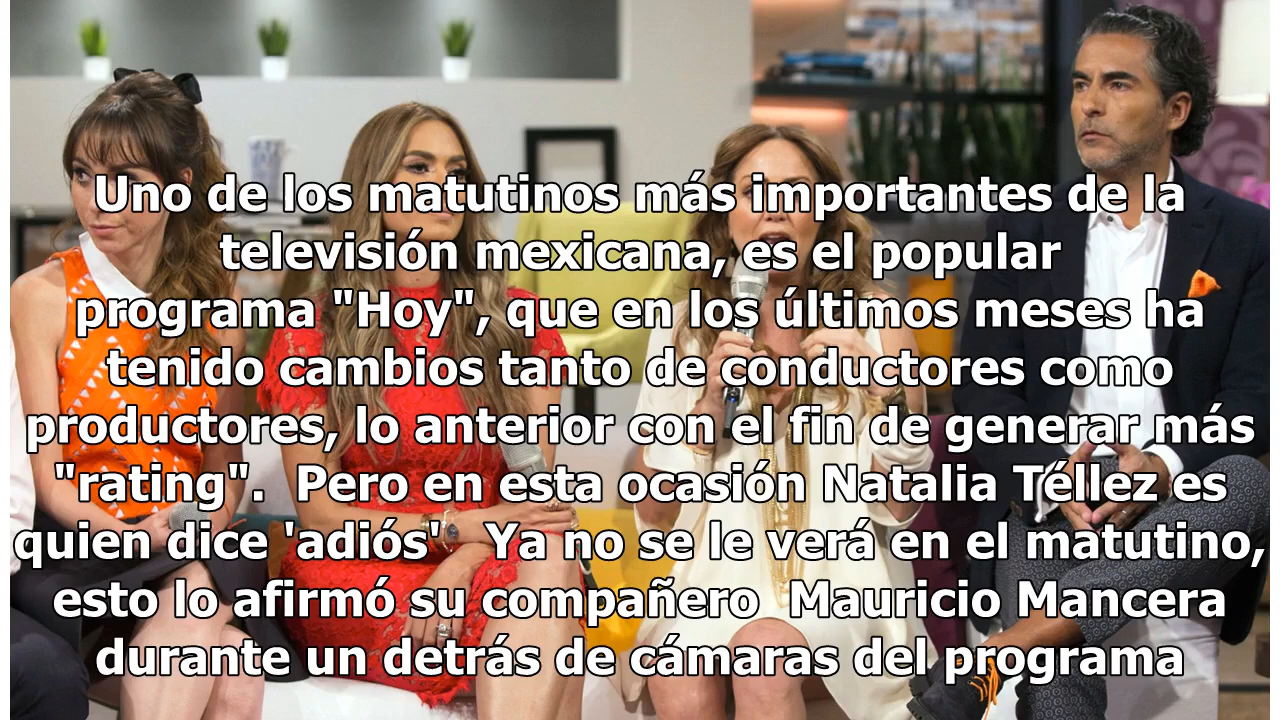 Uno de los matutinos más importantes de la
televisión mexicana, es el popular
programa "Hoy", que en los últimos meses ha
tenido cambios tanto de conductores como
productores, lo anterior con el fin de generar más
"rating".  Pero en esta ocasión Natalia Téllez es
quien dice 'adiós'.  Ya no se le verá en el matutino,
esto lo afirmó su compañero  Mauricio Mancera
durante un detrás de cámaras del programa